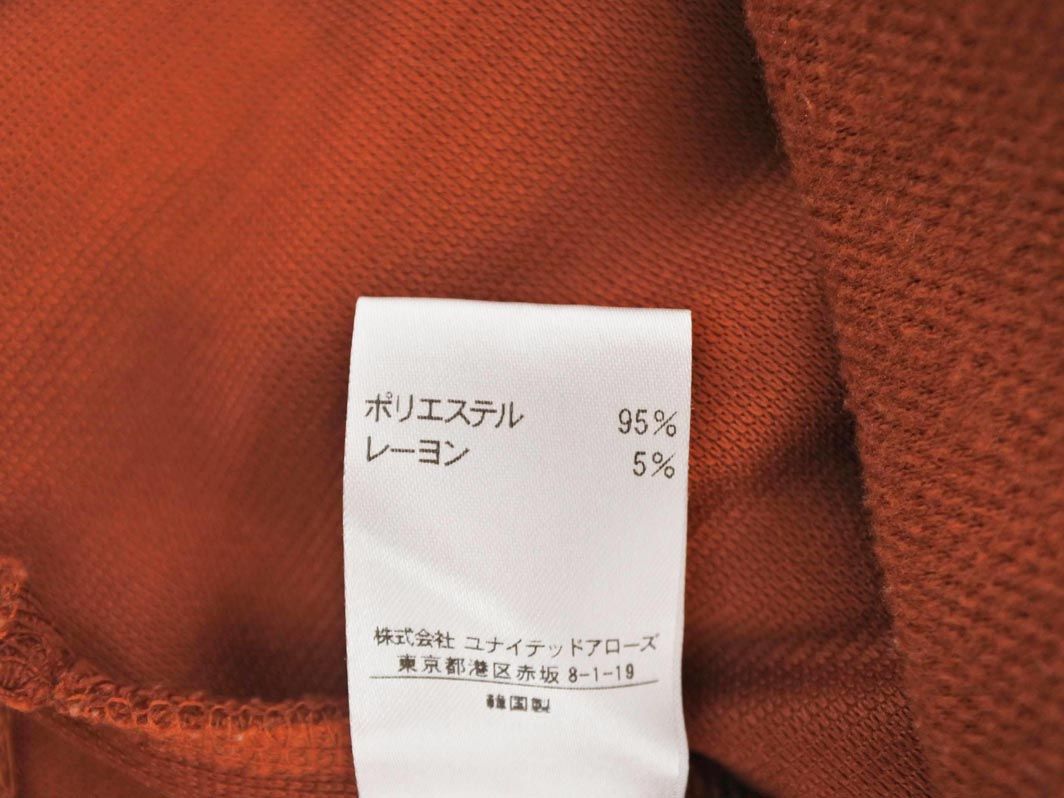 ポリエステル 95%
レーヨン 5%
株式会社 ユナイテッドアローズ
東京都港区赤坂 8-1-19
韓国製